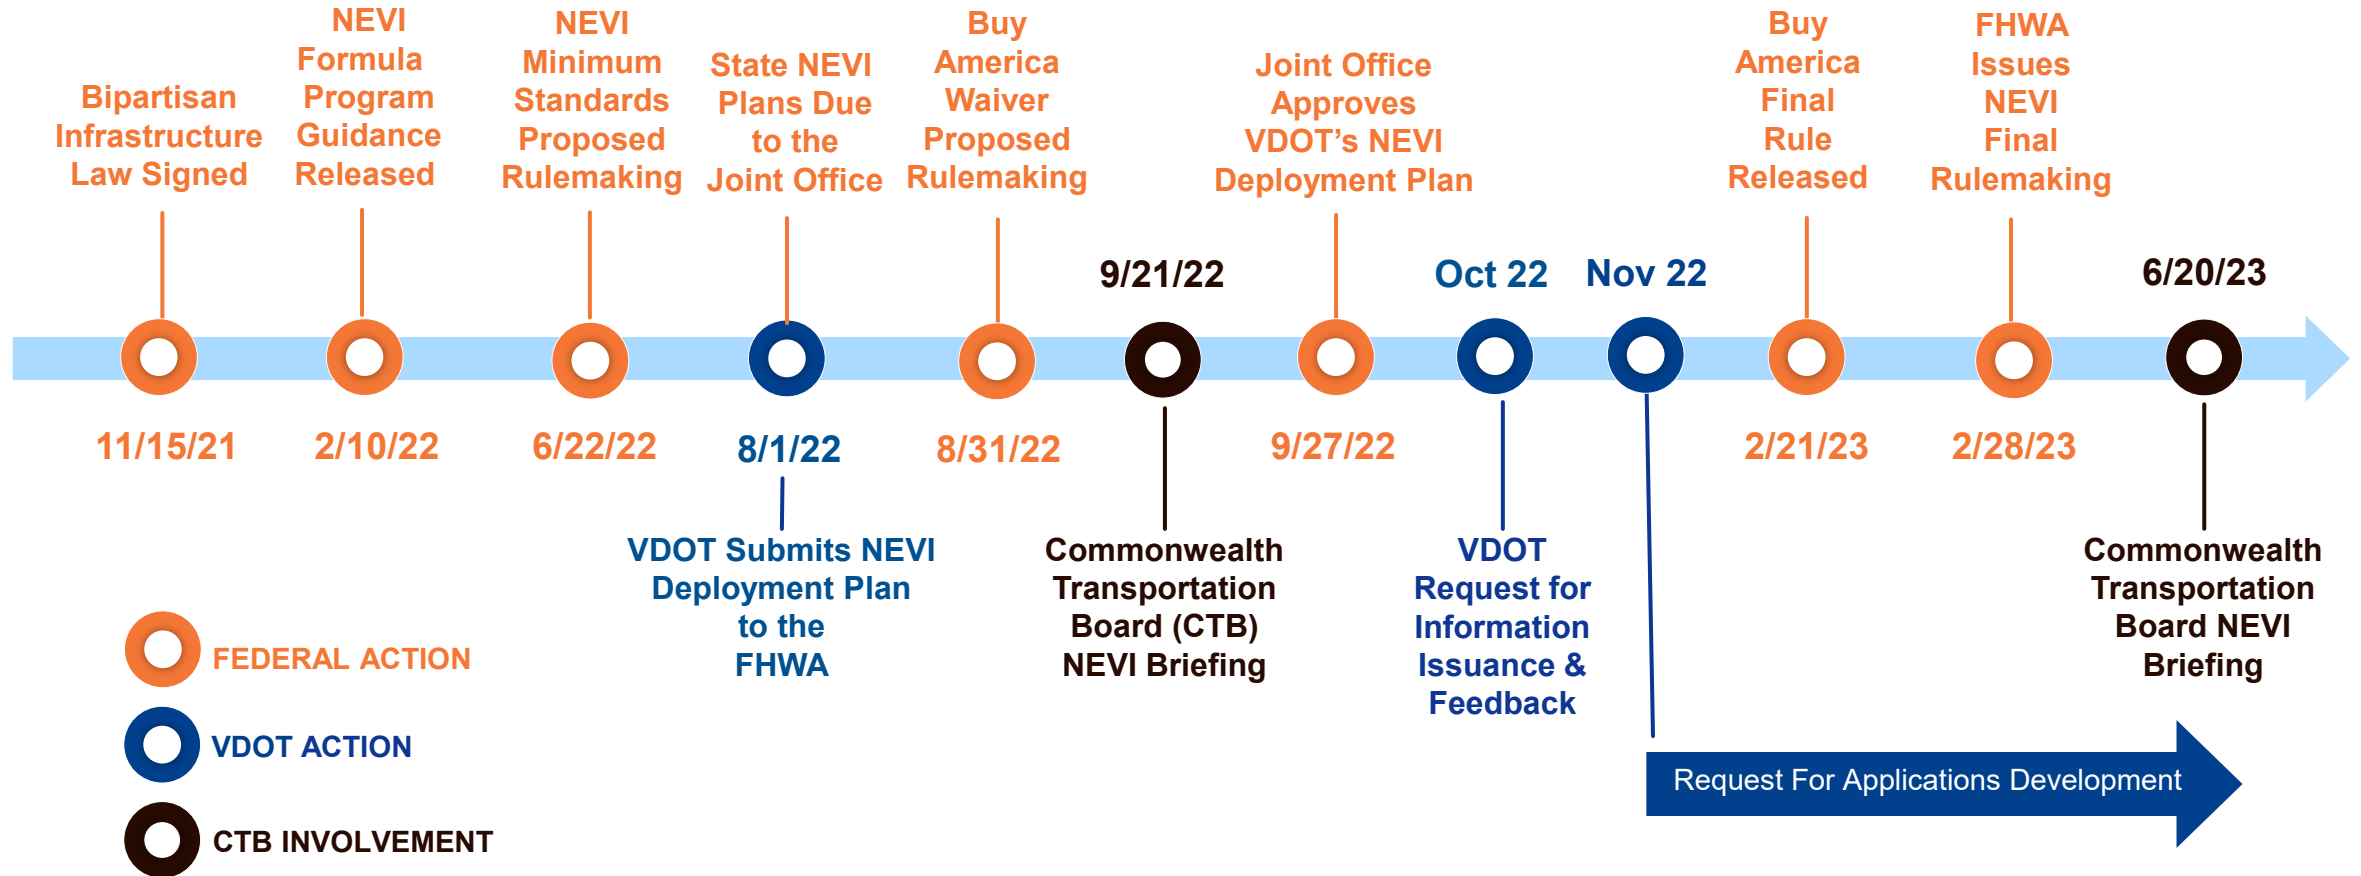 Bipartisan
Infrastructure
Law Signed
NEVI
Formula
Program
Guidance
Released
NEVI
Minimum
Standards
Proposed
Rulemaking
State NEVI
Plans Due
to the
Joint Office
Buy
America
Waiver
Proposed
Rulemaking
Joint Office
Approves
VDOT’s NEVI
Deployment Plan
Buy
America
Final
Rule
Released
FHWA
Issues
NEVI
Final
Rulemaking
9/21/22
Oct 22
Nov 22
6/20/23
11/15/21
2/10/22
6/22/22
8/1/22
8/31/22
9/27/22
2/21/23
2/28/23
VDOT Submits NEVI
Deployment Plan
to the
FHWA
Commonwealth
Transportation
Board (CTB)
NEVI Briefing
VDOT
Request for
Information
Issuance &
Feedback
Commonwealth
Transportation
Board NEVI
Briefing
Request For Applications Development
FEDERAL ACTION
VDOT ACTION
CTB INVOLVEMENT